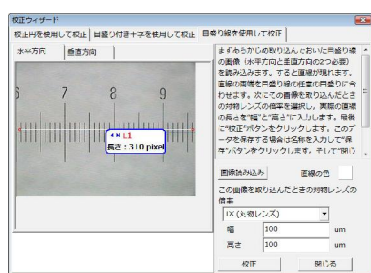 校正ウィザード
校正円を使用して校正
目盛り付き十字を使用して校正
目盛り線を使用して校正
水平方向
垂直方向
7
8
9
L1
長さ : 310 pixel
まずあらかじめ取り込んでおいた目盛り線
の画像（水平方向と垂直方向の2つ必要）
を読み込みます。すると直線が現れます。
直線の両端を目盛り線の任意の目盛りに合
わせます。次にこの画像を取り込んだとき
の対物レンズの倍率を選択し、実際の直線
の長さを"幅"と"高さ"に入力します。最後
に"校正"ボタンをクリックします。このデ
ータを保存する場合は名称を入力して"保
存"ボタンをクリックします。そして"閉じ
画像読み込み
直線の色
この画像を取り込んだときの対物レンズの
倍率
(対物レンズ)
幅
100
um
高さ
100
um
校正
閉じる